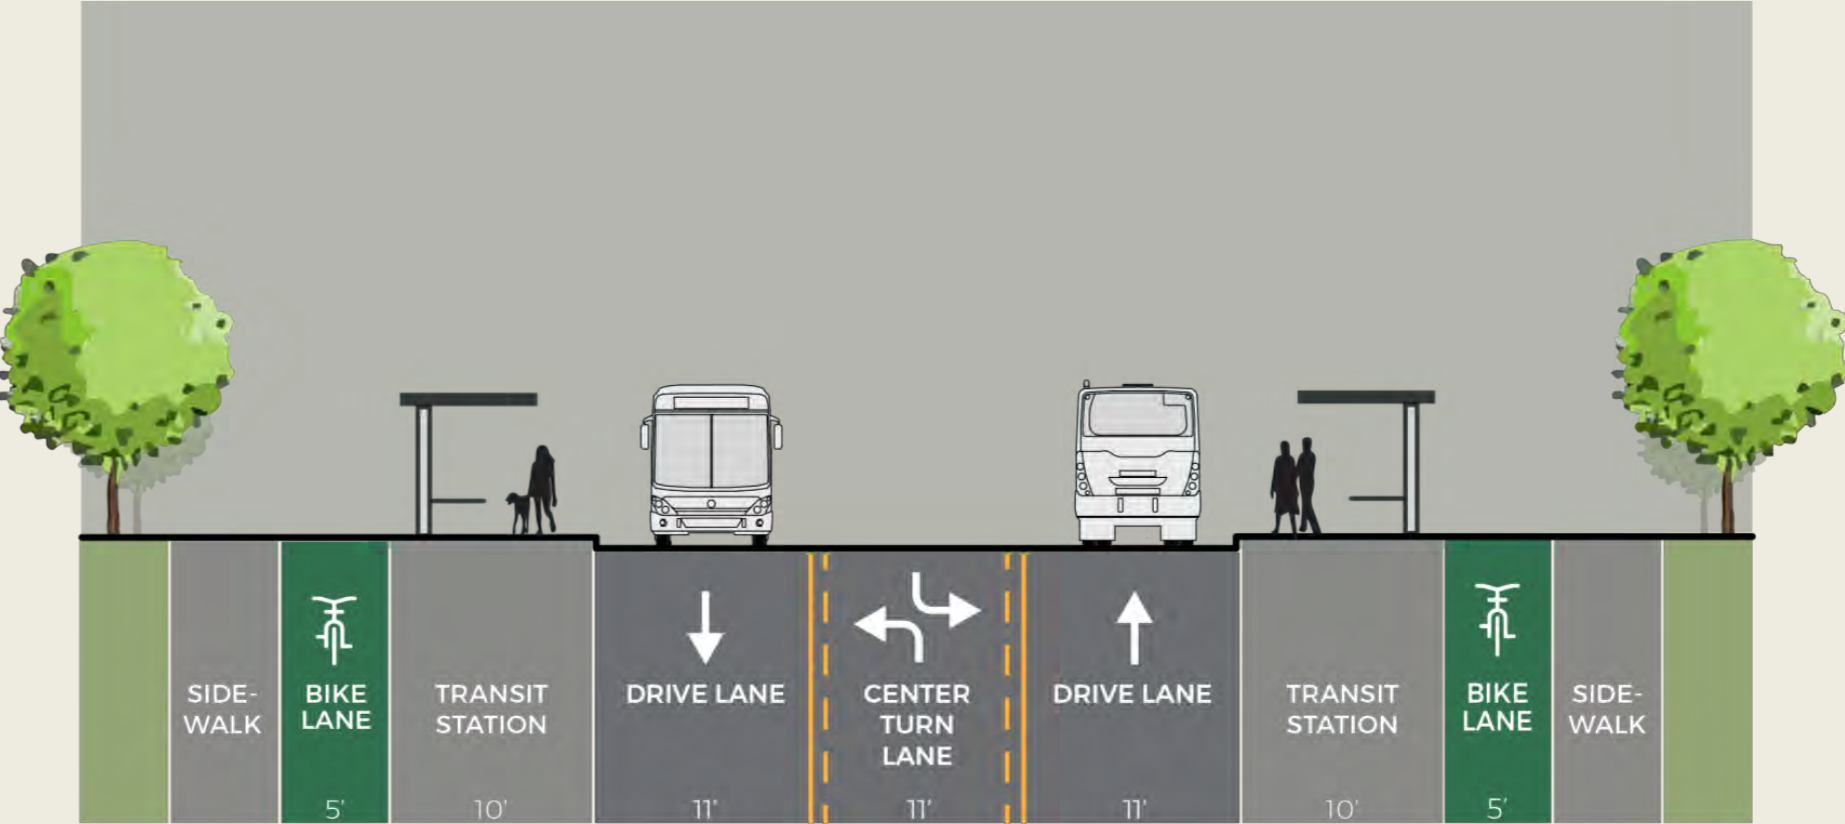 SIDE-
WALK
BIKE
LANE
5'
TRANSIT
STATION
10'
DRIVE LANE
11'
CENTER
TURN
LANE
11'
DRIVE LANE
11'
TRANSIT
STATION
10'
BIKE
LANE
5'
SIDE-
WALK